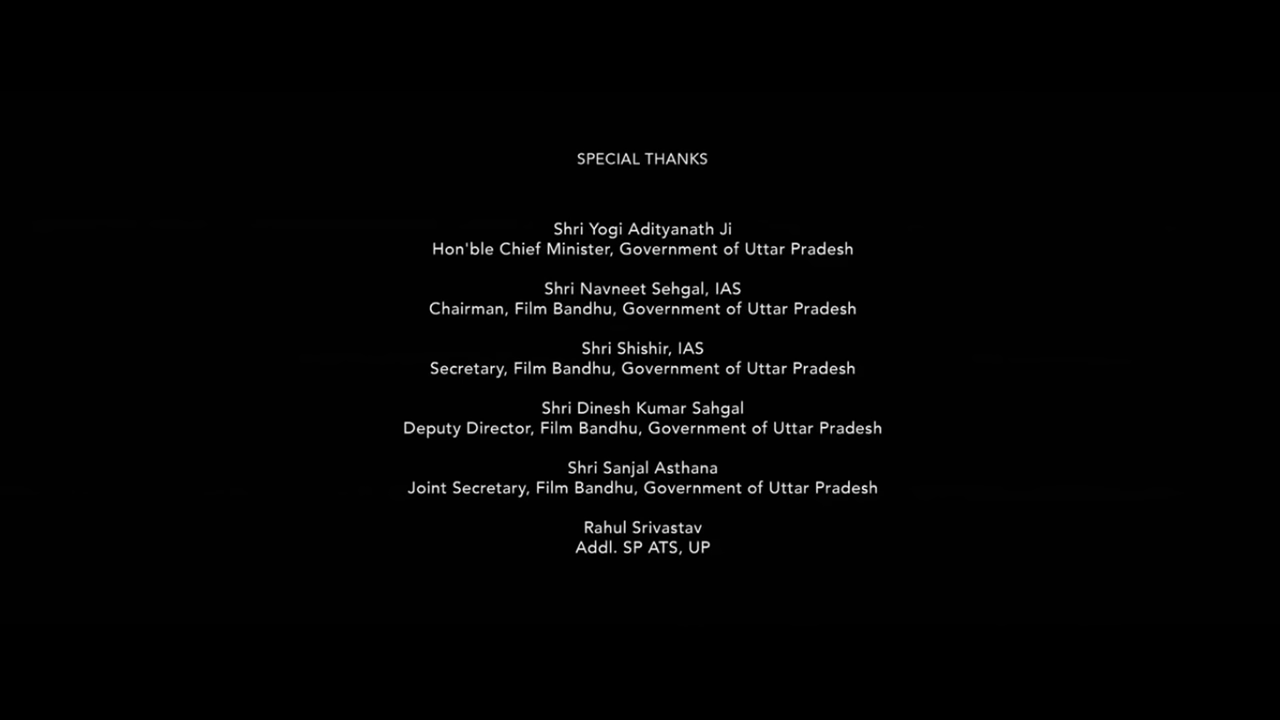 SPECIAL THANKS
Shri Yogi Adityanath Ji
Hon'ble Chief Minister, Government of Uttar Pradesh
Shri Navneet Sehgal, IAS
Chairman, Film Bandhu, Government of Uttar Pradesh
Shri Shishir, IAS
Secretary, Film Bandhu, Government of Uttar Pradesh
Shri Dinesh Kumar Sahgal
Deputy Director, Film Bandhu, Government of Uttar Pradesh
Shri Sanjal Asthana
Joint Secretary, Film Bandhu, Government of Uttar Pradesh
Rahul Srivastav
Addl. SP ATS, UP